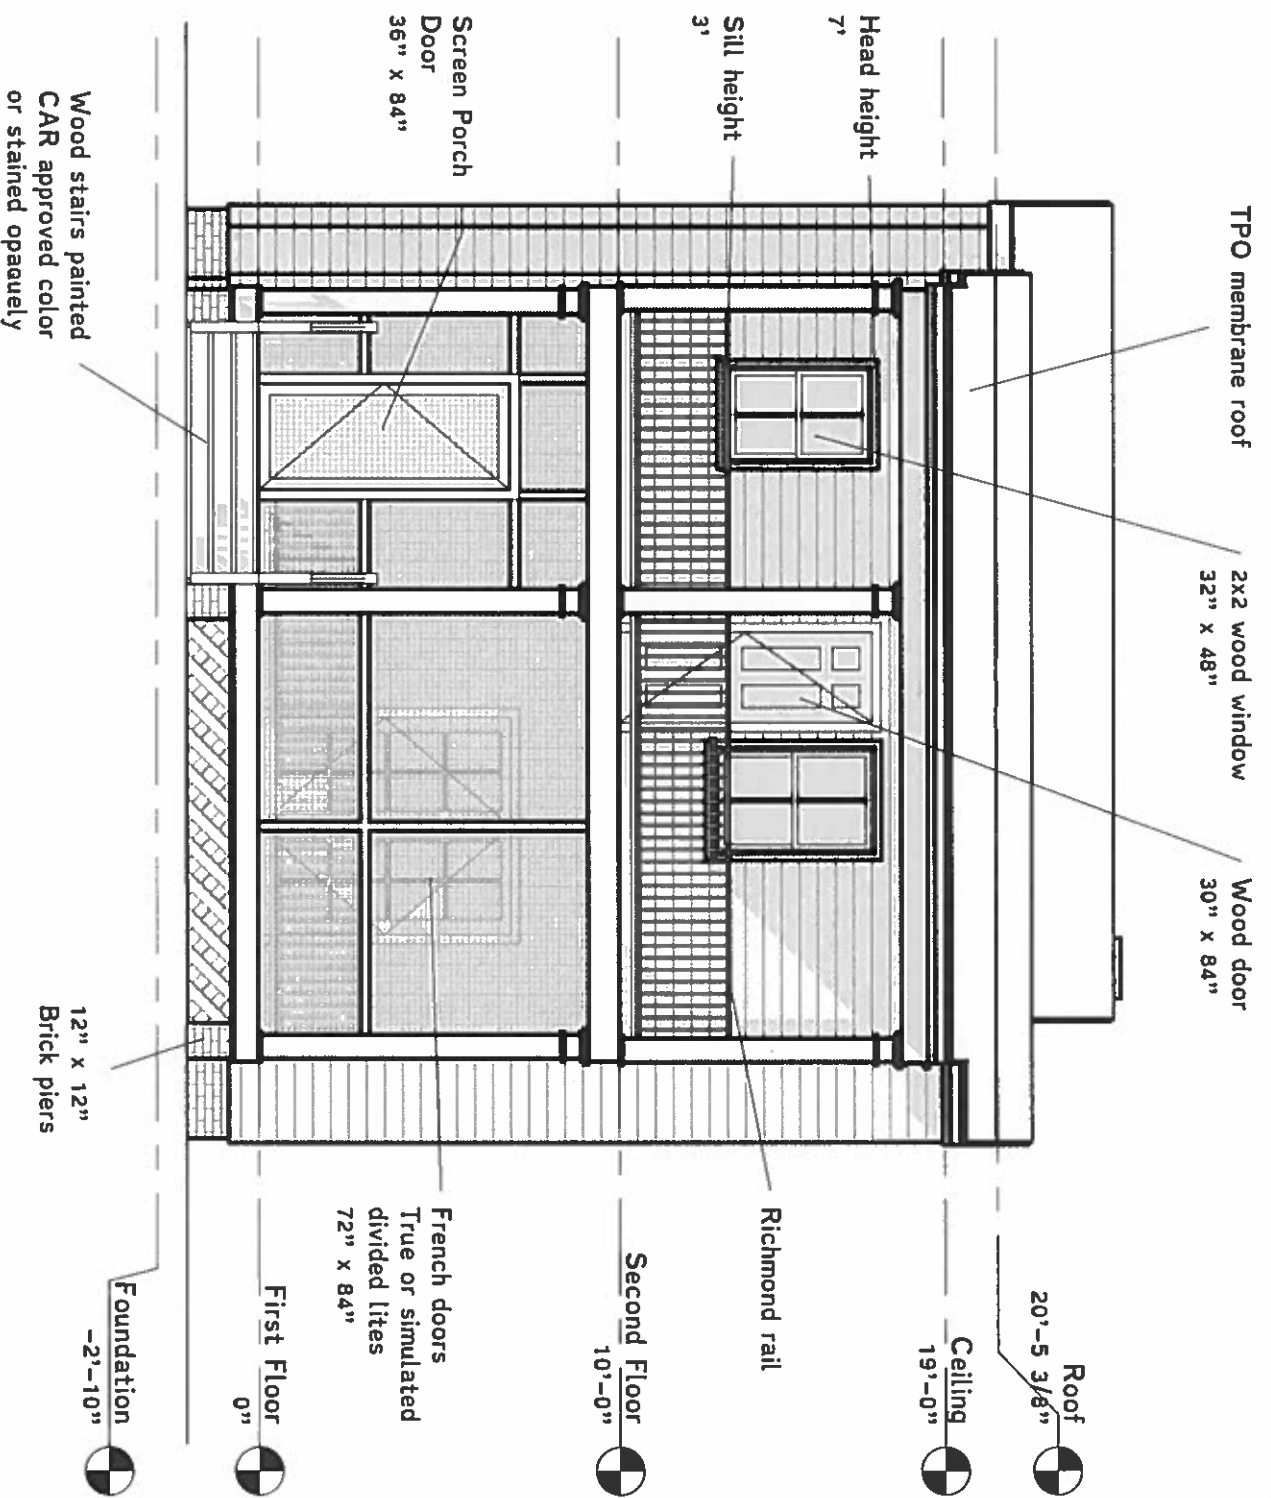 TPO membrane roof
2x2 wood window
32" x 48"
Wood door
30" x 84"
Head height
7'
Sill height
3'
Screen Porch
Door
36" x 84"
Wood stairs painted
CAR approved color
or stained opaquely
12" x 12"
Brick piers
Richmond rail
French doors
True or simulated
divided lites
72" x 84"
Roof
20'-5 3/8"
Ceiling
19'-0"
Second Floor
10'-0"
First Floor
0"
Foundation
-2'-10"